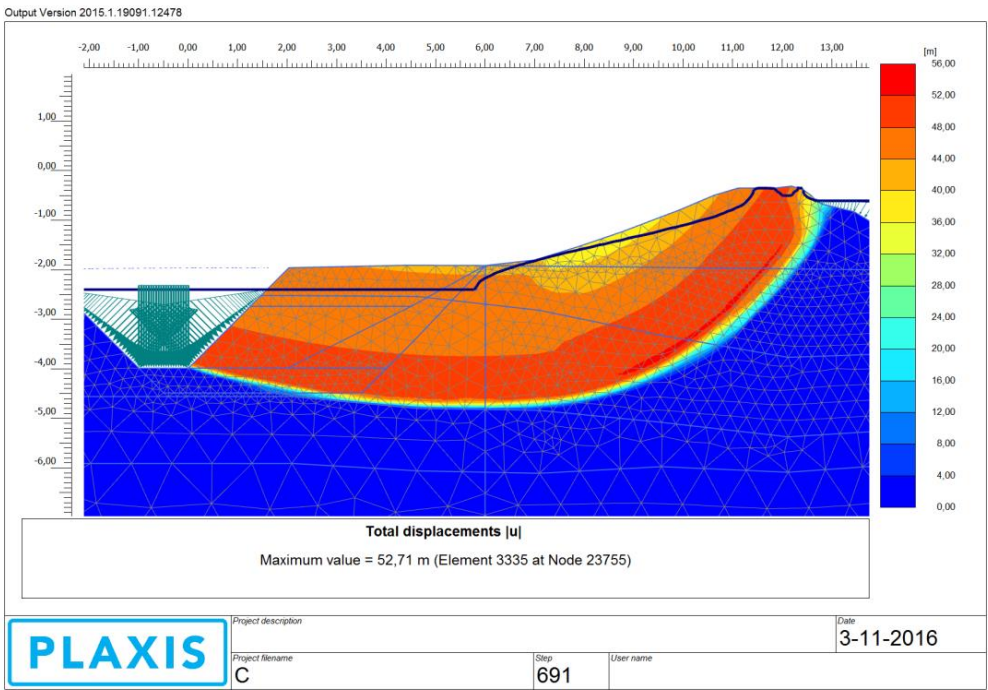 Output Version 2015.1.19091.12478
-2,00 -1,00 0,00 1,00 2,00 3,00 4,00 5,00 6,00 7,00 8,00 9,00 10,00 11,00 12,00 13,00
[m]
56,00
52,00
48,00
44,00
40,00
36,00
32,00
28,00
24,00
20,00
16,00
12,00
8,00
4,00
0,00
1,00
0,00
-1,00
-2,00
-3,00
-4,00
-5,00
-6,00
Total displacements |u|
Maximum value = 52,71 m (Element 3335 at Node 23755)
PLAXIS
Project description
Date
3-11-2016
Project filename
C
Step
691
User name